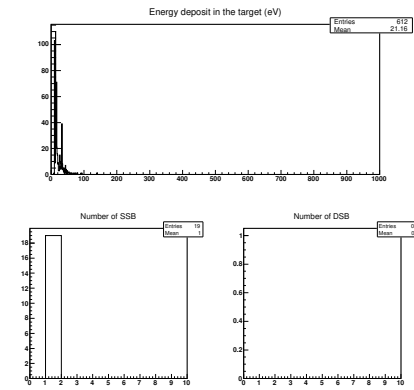 Energy deposit in the target (eV)
Entries 612
Mean 21.16
100
80
60
40
20
0
0 100 200 300 400 500 600 700 800 900 1000
Number of SSB
Entries 19
Mean 1
18
16
14
12
10
8
6
4
2
0
0 1 2 3 4 5 6 7 8 9 10
Number of DSB
Entries 0
Mean 0
1
0.8
0.6
0.4
0.2
0
0 1 2 3 4 5 6 7 8 9 10